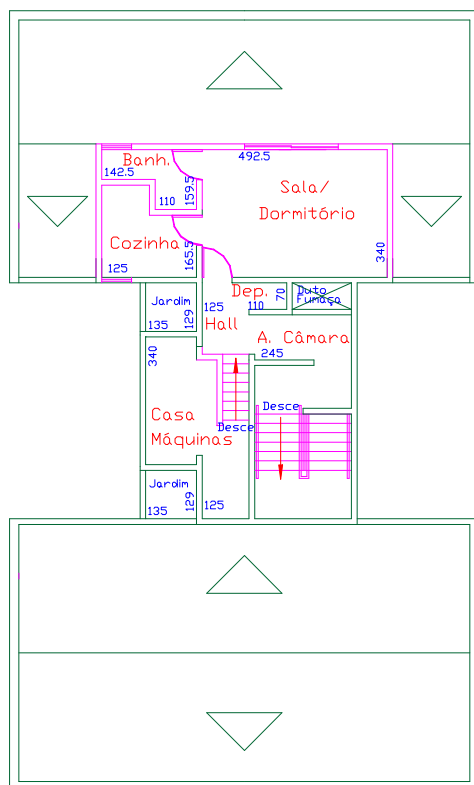 Banh.
492.5
142.5
159.5
Sala/
Dormitório
110
Cozinha
165.5
340
125
Dep.
70
Duto
Fumaça
Jardim
125
110
129
Hall
135
A. Câmara
340
245
Casa
Máquinas
Desce
Desce
Jardim
129
125
135